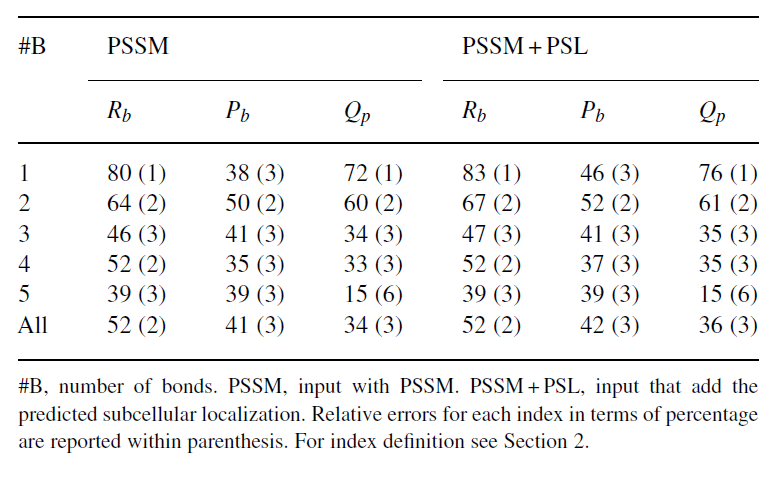 #B PSSM PSSM + PSL
Rb Pb Qp Rb Pb Qp
1 80 (1) 38 (3) 72 (1) 83 (1) 46 (3) 76 (1)
2 64 (2) 50 (2) 60 (2) 67 (2) 52 (2) 61 (2)
3 46 (3) 41 (3) 34 (3) 47 (3) 41 (3) 35 (3)
4 52 (2) 35 (3) 33 (3) 52 (2) 37 (3) 35 (3)
5 39 (3) 39 (3) 15 (6) 39 (3) 39 (3) 15 (6)
All 52 (2) 41 (3) 34 (3) 52 (2) 42 (3) 36 (3)
#B, number of bonds. PSSM, input with PSSM. PSSM + PSL, input that add the
predicted subcellular localization. Relative errors for each index in terms of percentage
are reported within parenthesis. For index definition see Section 2.